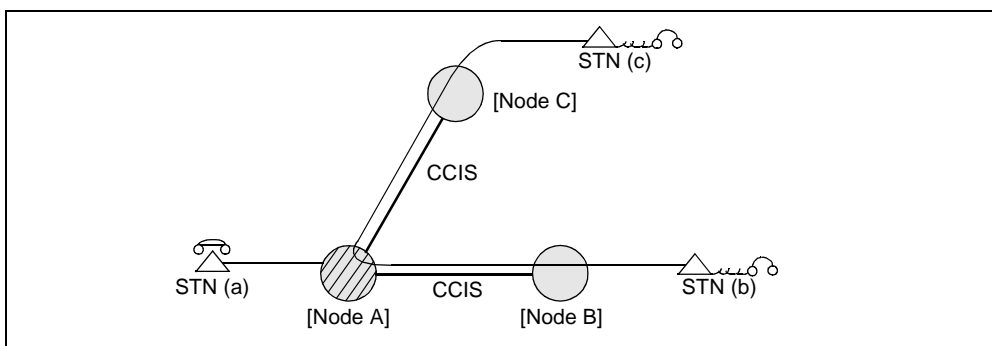 STN (c)
[Node C]
CCIS
STN (a)
CCIS
STN (b)
[Node A]
[Node B]